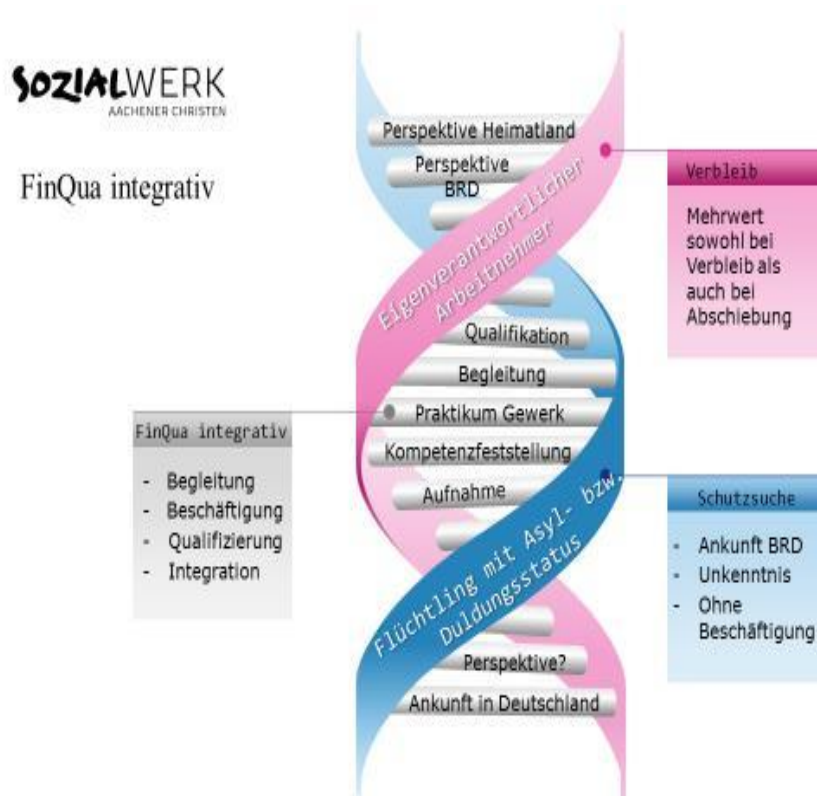 SOZIALWERK
AACHENER CHRISTEN
FinQua integrativ
Perspektive Heimatland
Perspektive
BRD
Eigenverantwortlicher
Arbeitnehmer
Qualifikation
Begleitung
Praktikum Gewerk
Kompetenzfeststellung
Aufnahme
Flüchtling mit Asyl- bzw.
Duldungsstatus
Perspektive?
Ankunft in Deutschland
Verbleib
Mehrwert
sowohl bei
Verbleib als
auch bei
Abschiebung
FinQua integrativ
- Begleitung
- Beschäftigung
- Qualifizierung
- Integration
Schutzsuche
- Ankunft BRD
- Unkenntnis
- Ohne
Beschäftigung